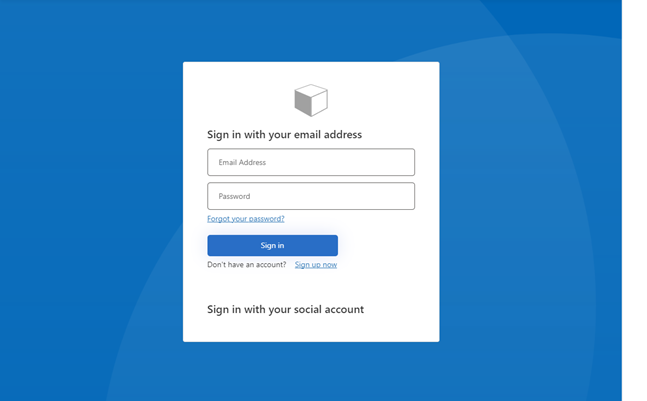 Sign in with your email address
Email Address
Password
Forgot your password?
Sign in
Don't have an account? Sign up now
Sign in with your social account